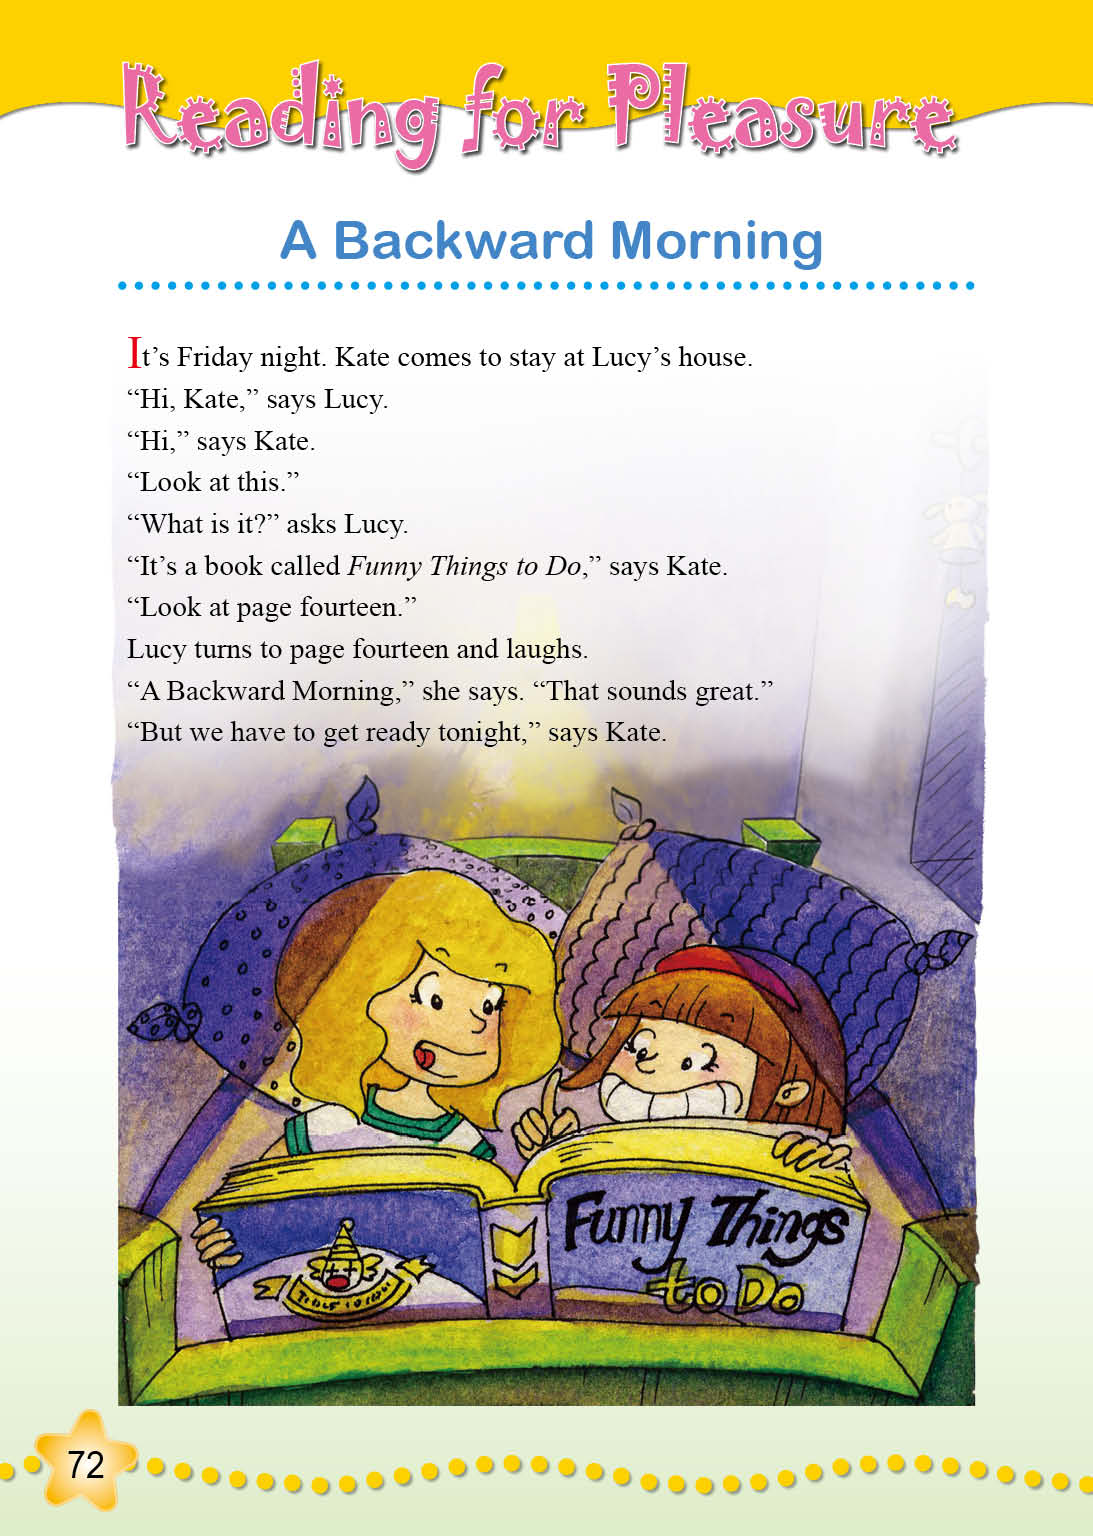 Reading for Pleasure
A Backward Morning
It’s Friday night. Kate comes to stay at Lucy’s house.
“Hi, Kate,” says Lucy.
“Hi,” says Kate.
“Look at this.”
“What is it?” asks Lucy.
“It’s a book called Funny Things to Do,” says Kate.
“Look at page fourteen.”
Lucy turns to page fourteen and laughs.
“A Backward Morning,” she says. “That sounds great.”
“But we have to get ready tonight,” says Kate.
Funny Things
to Do
72